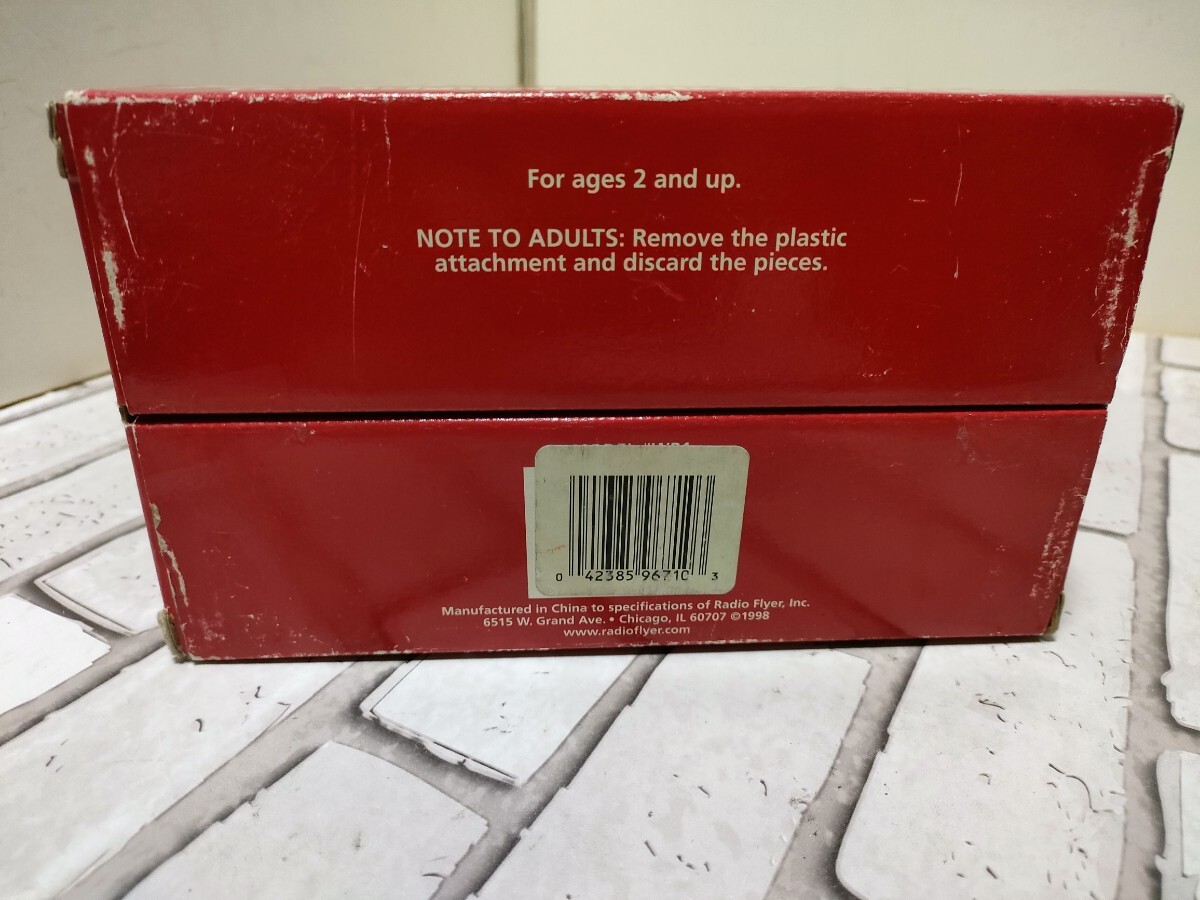 For ages 2 and up.
NOTE TO ADULTS: Remove the plastic
attachment and discard the pieces.
0 42385 96710 3
Manufactured in China to specifications of Radio Flyer, Inc.
6515 W. Grand Ave. • Chicago, IL 60707 ©1998
www.radioflyer.com